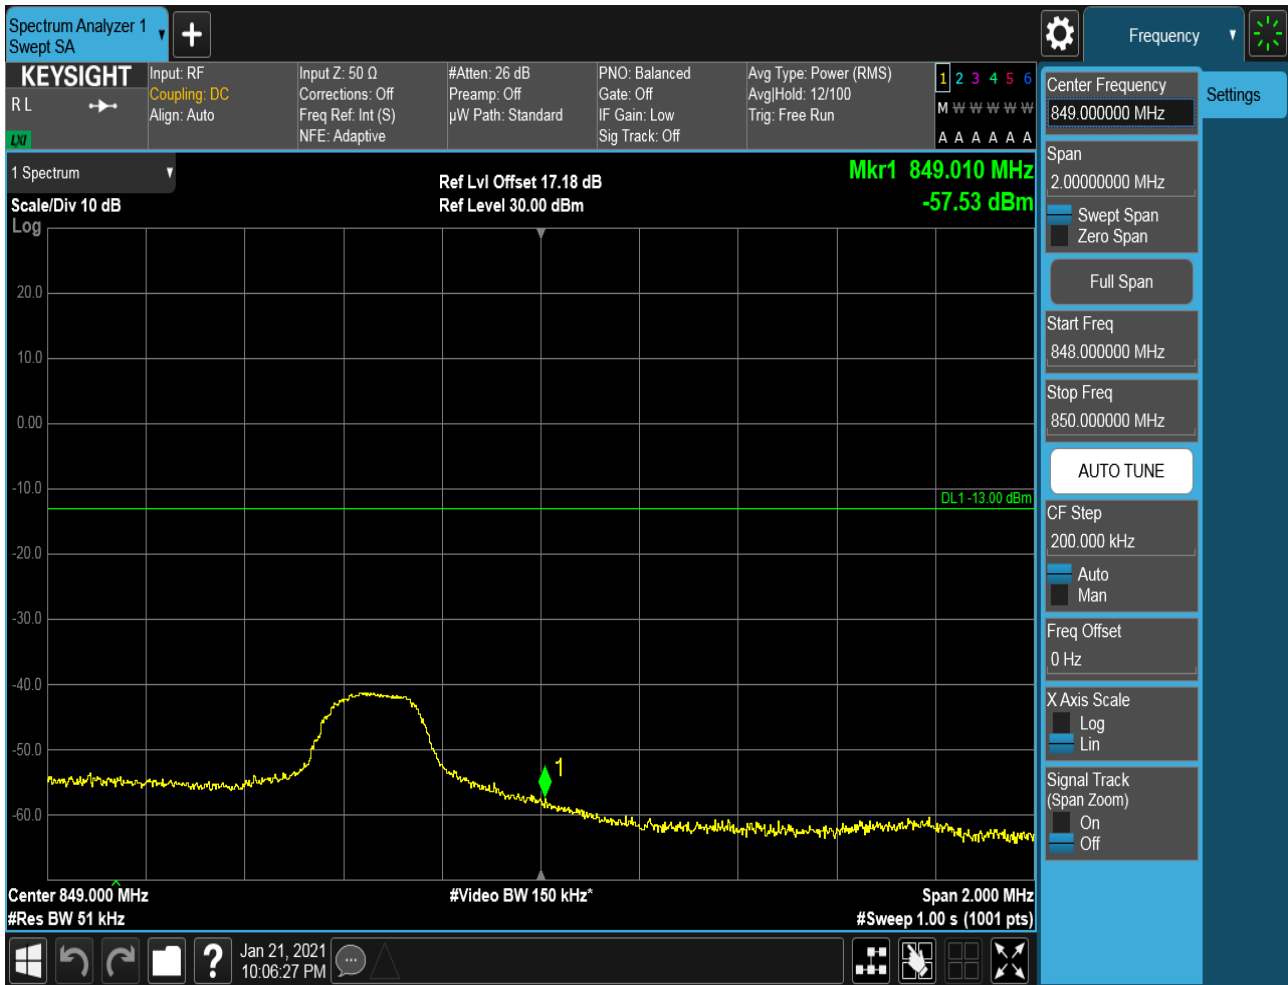 Spectrum Analyzer 1
Swept SA
+
Frequency
KEYSIGHT
R L
LXI
Input: RF
Coupling: DC
Align: Auto
Input Z: 50 Ω
Corrections: Off
Freq Ref: Int (S)
NFE: Adaptive
#Atten: 26 dB
Preamp: Off
µW Path: Standard
PNO: Balanced
Gate: Off
IF Gain: Low
Sig Track: Off
Avg Type: Power (RMS)
Avg|Hold: 12/100
Trig: Free Run
1 2 3 4 5 6
M W W W W W
A A A A A A
1 Spectrum
Scale/Div 10 dB
Log
Ref Lvl Offset 17.18 dB
Ref Level 30.00 dBm
Mkr1 849.010 MHz
-57.53 dBm
20.0
10.0
0.00
-10.0
DL1 -13.00 dBm
-20.0
-30.0
-40.0
-50.0
1
-60.0
Center 849.000 MHz
#Res BW 51 kHz
#Video BW 150 kHz*
Span 2.000 MHz
#Sweep 1.00 s (1001 pts)
Center Frequency
849.000000 MHz
Settings
Span
2.00000000 MHz
Swept Span
Zero Span
Full Span
Start Freq
848.000000 MHz
Stop Freq
850.000000 MHz
AUTO TUNE
CF Step
200.000 kHz
Auto
Man
Freq Offset
0 Hz
X Axis Scale
Log
Lin
Signal Track
(Span Zoom)
On
Off
?
Jan 21, 2021
10:06:27 PM